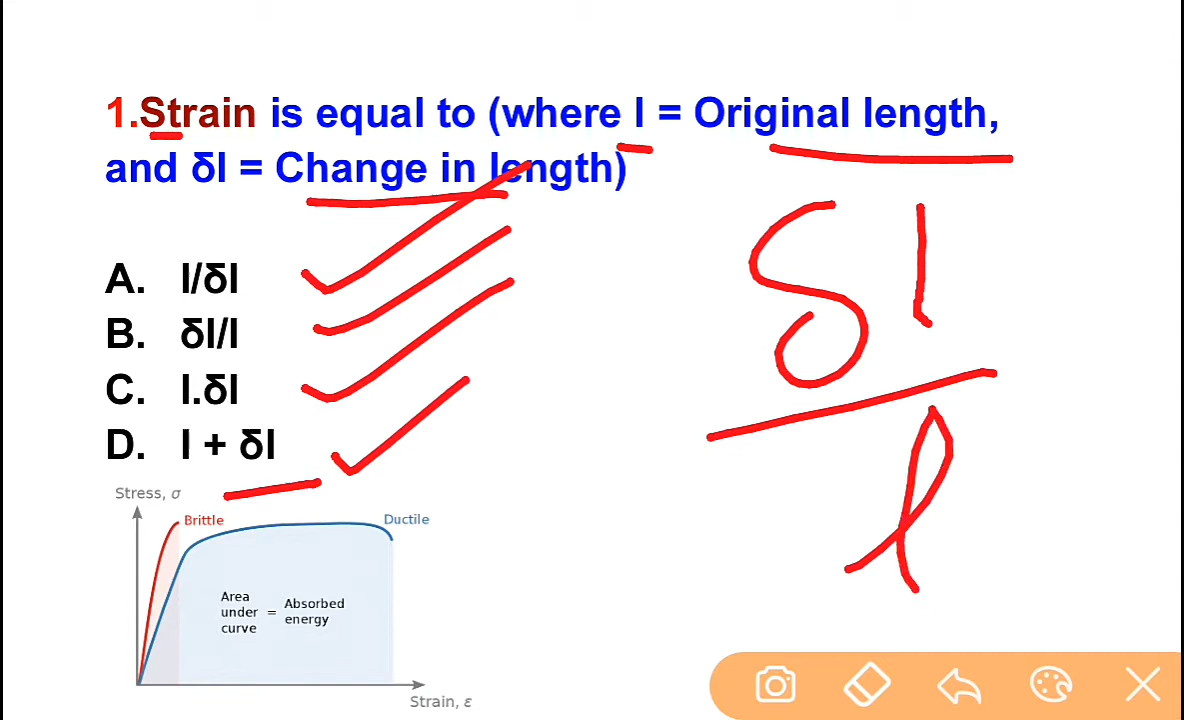 1.Strain is equal to (where l = Original length,
and δl = Change in length)
A. l/δl
B. δl/l
C. l.δl
D. l + δl
δl
l
Stress, σ
Brittle
Ductile
Area
under
curve
=
Absorbed
energy
Strain, ε